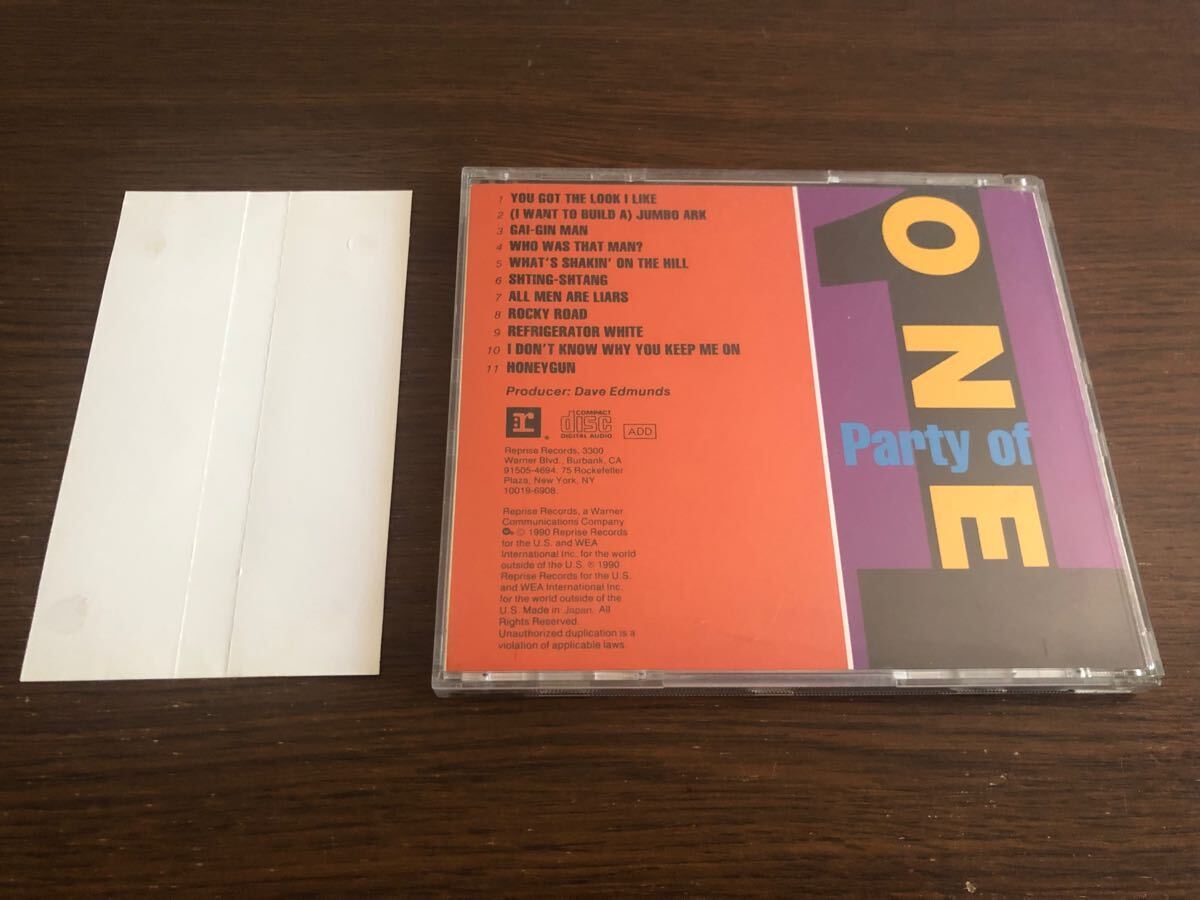 1 YOU GOT THE LOOK I LIKE
2 (I WANT TO BUILD A) JUMBO ARK
3 GAI-GIN MAN
4 WHO WAS THAT MAN?
5 WHAT'S SHAKIN' ON THE HILL
6 SHTING-SHTANG
7 ALL MEN ARE LIARS
8 ROCKY ROAD
9 REFRIGERATOR WHITE
10 I DON'T KNOW WHY YOU KEEP ME ON
11 HONEYGUN
Producer: Dave Edmunds
r COMPACT disc DIGITAL AUDIO ADD
Reprise Records, 3300
Warner Blvd., Burbank, CA
91505-4694. 75 Rockefeller
Plaza, New York, NY
10019-6908.
Reprise Records, a Warner
Communications Company
© 1990 Reprise Records
for the U.S. and WEA
International Inc. for the world
outside of the U.S. ℗ 1990
Reprise Records for the U.S.
and WEA International Inc.
for the world outside of the
U.S. Made in Japan. All
Rights Reserved.
Unauthorized duplication is a
violation of applicable laws.
Party of
ONE
1